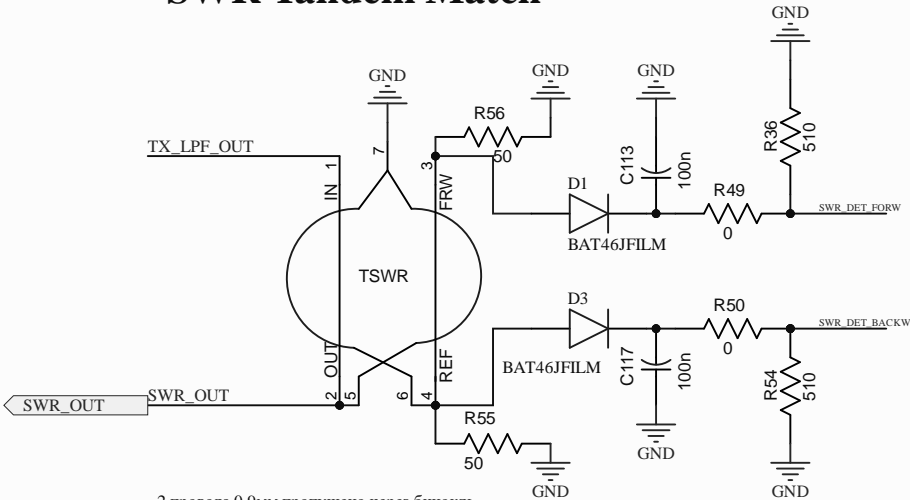 SWR Tandem Match
GND
GND
GND
GND
R56
50
TX_LPF_OUT
1
IN
7
3
FRW
C113
100n
R36
510
D1
BAT46JFILM
R49
0
SWR_DET_FORW
TSWR
D3
BAT46JFILM
R50
0
SWR_DET_BACKW
OUT
REF
C117
100n
R54
510
SWR_OUT
SWR_OUT
2
5
6
4
R55
50
GND
GND
GND